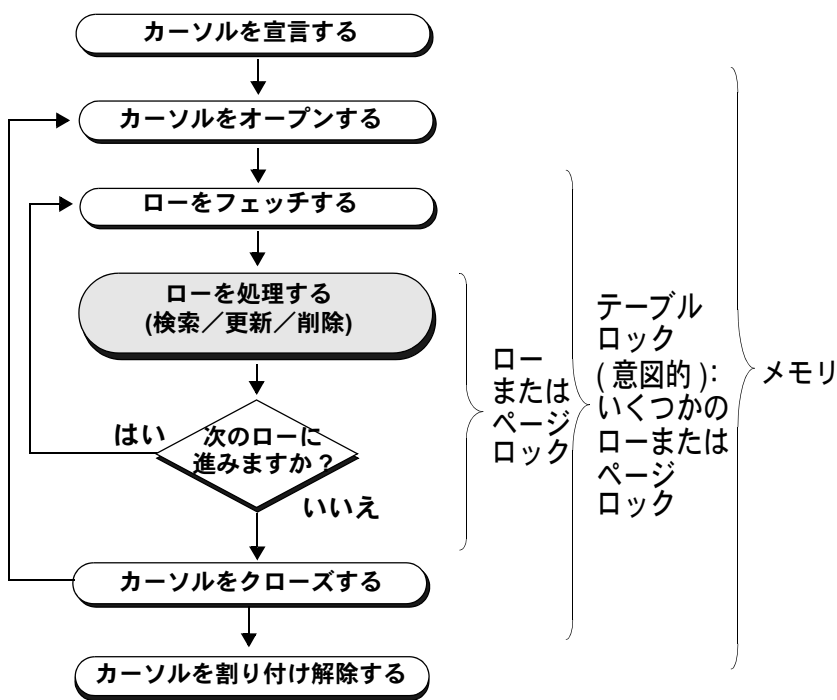 カーソルを宣言する
カーソルをオープンする
ローをフェッチする
ローを処理する
(検索／更新／削除)
はい
次のローに
進みますか？
いいえ
カーソルをクローズする
カーソルを割り付け解除する
ロー
または
ページ
ロック
テーブル
ロック
( 意図的 ):
いくつかの
ローまたは
ページ
ロック
メモリ